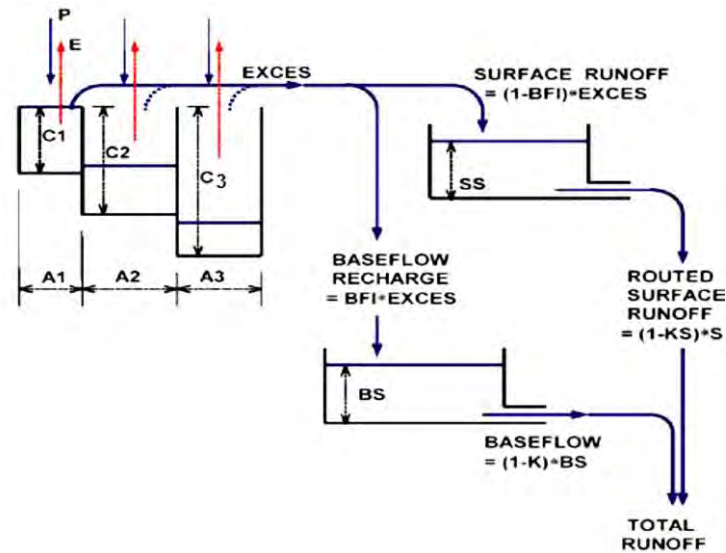 P
E
EXCES
SURFACE RUNOFF
= (1-BFI)*EXCES
C1
C2
C3
SS
A1
A2
A3
BASEFLOW
RECHARGE
= BFI*EXCES
ROUTED
SURFACE
RUNOFF
= (1-KS)*S
BS
BASEFLOW
= (1-K)*BS
TOTAL
RUNOFF